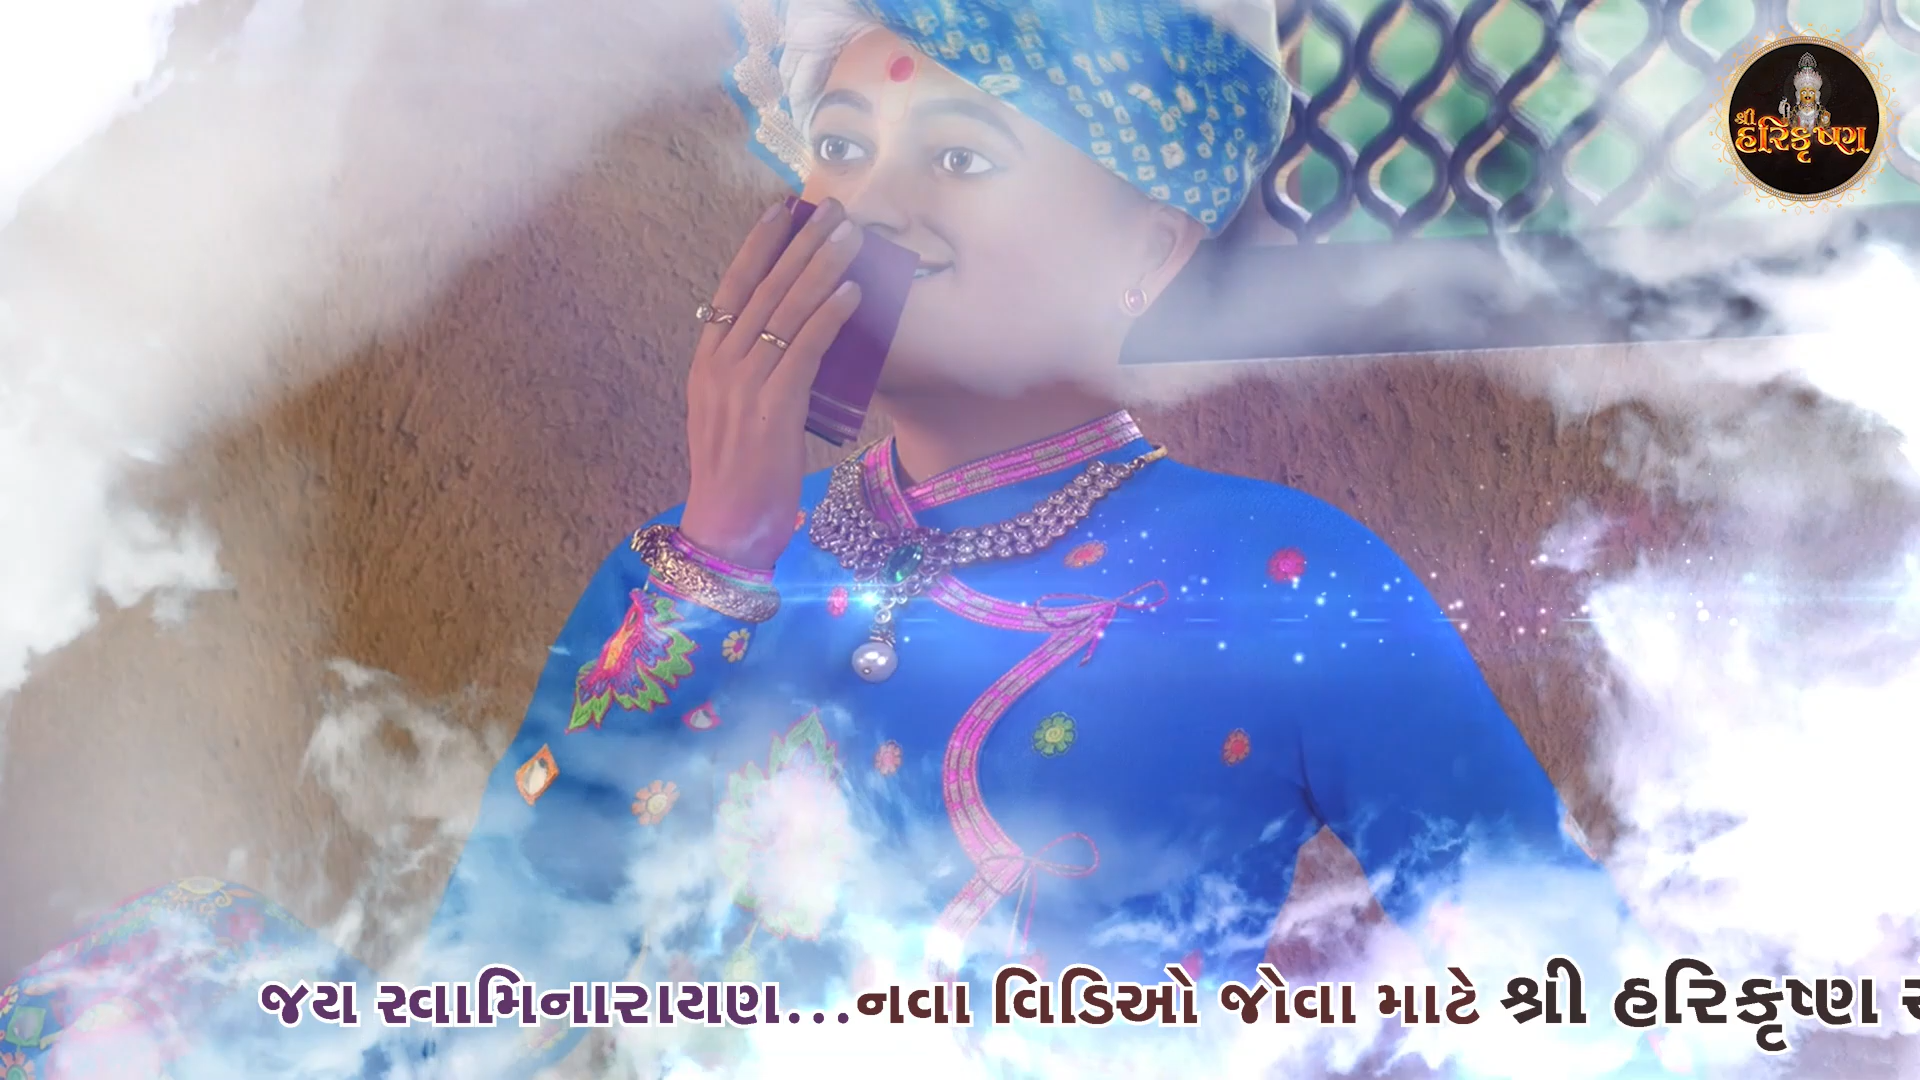 શ્રી
હરિકૃષ્ણ
જય સ્વામિનારાયણ...નવા વિડિઓ જોવા માટે શ્રી હરિકૃષ્ણ